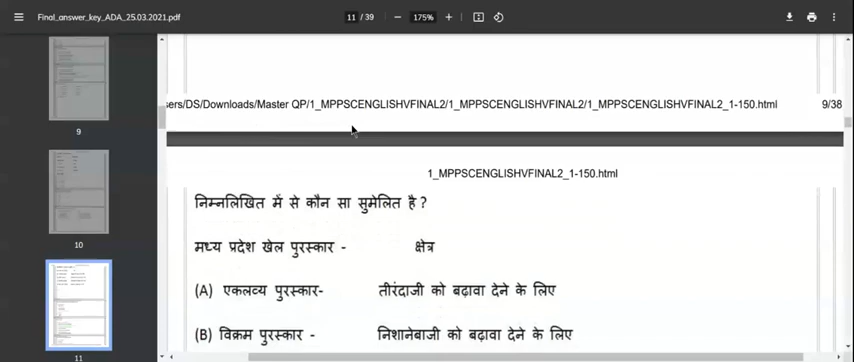 Final_answer_key_ADA_25.03.2021.pdf
11 / 39
175%
9
10
11
sers/DS/Downloads/Master QP/1_MPPSCENGLISHVFINAL2/1_MPPSCENGLISHVFINAL2/1_MPPSCENGLISHVFINAL2_1-150.html 9/38
1_MPPSCENGLISHVFINAL2_1-150.html
निम्नलिखित में से कौन सा सुमेलित है ?
मध्य प्रदेश खेल पुरस्कार - क्षेत्र
(A) एकलव्य पुरस्कार- तीरंदाजी को बढ़ावा देने के लिए
(B) विक्रम पुरस्कार - निशानेबाजी को बढ़ावा देने के लिए